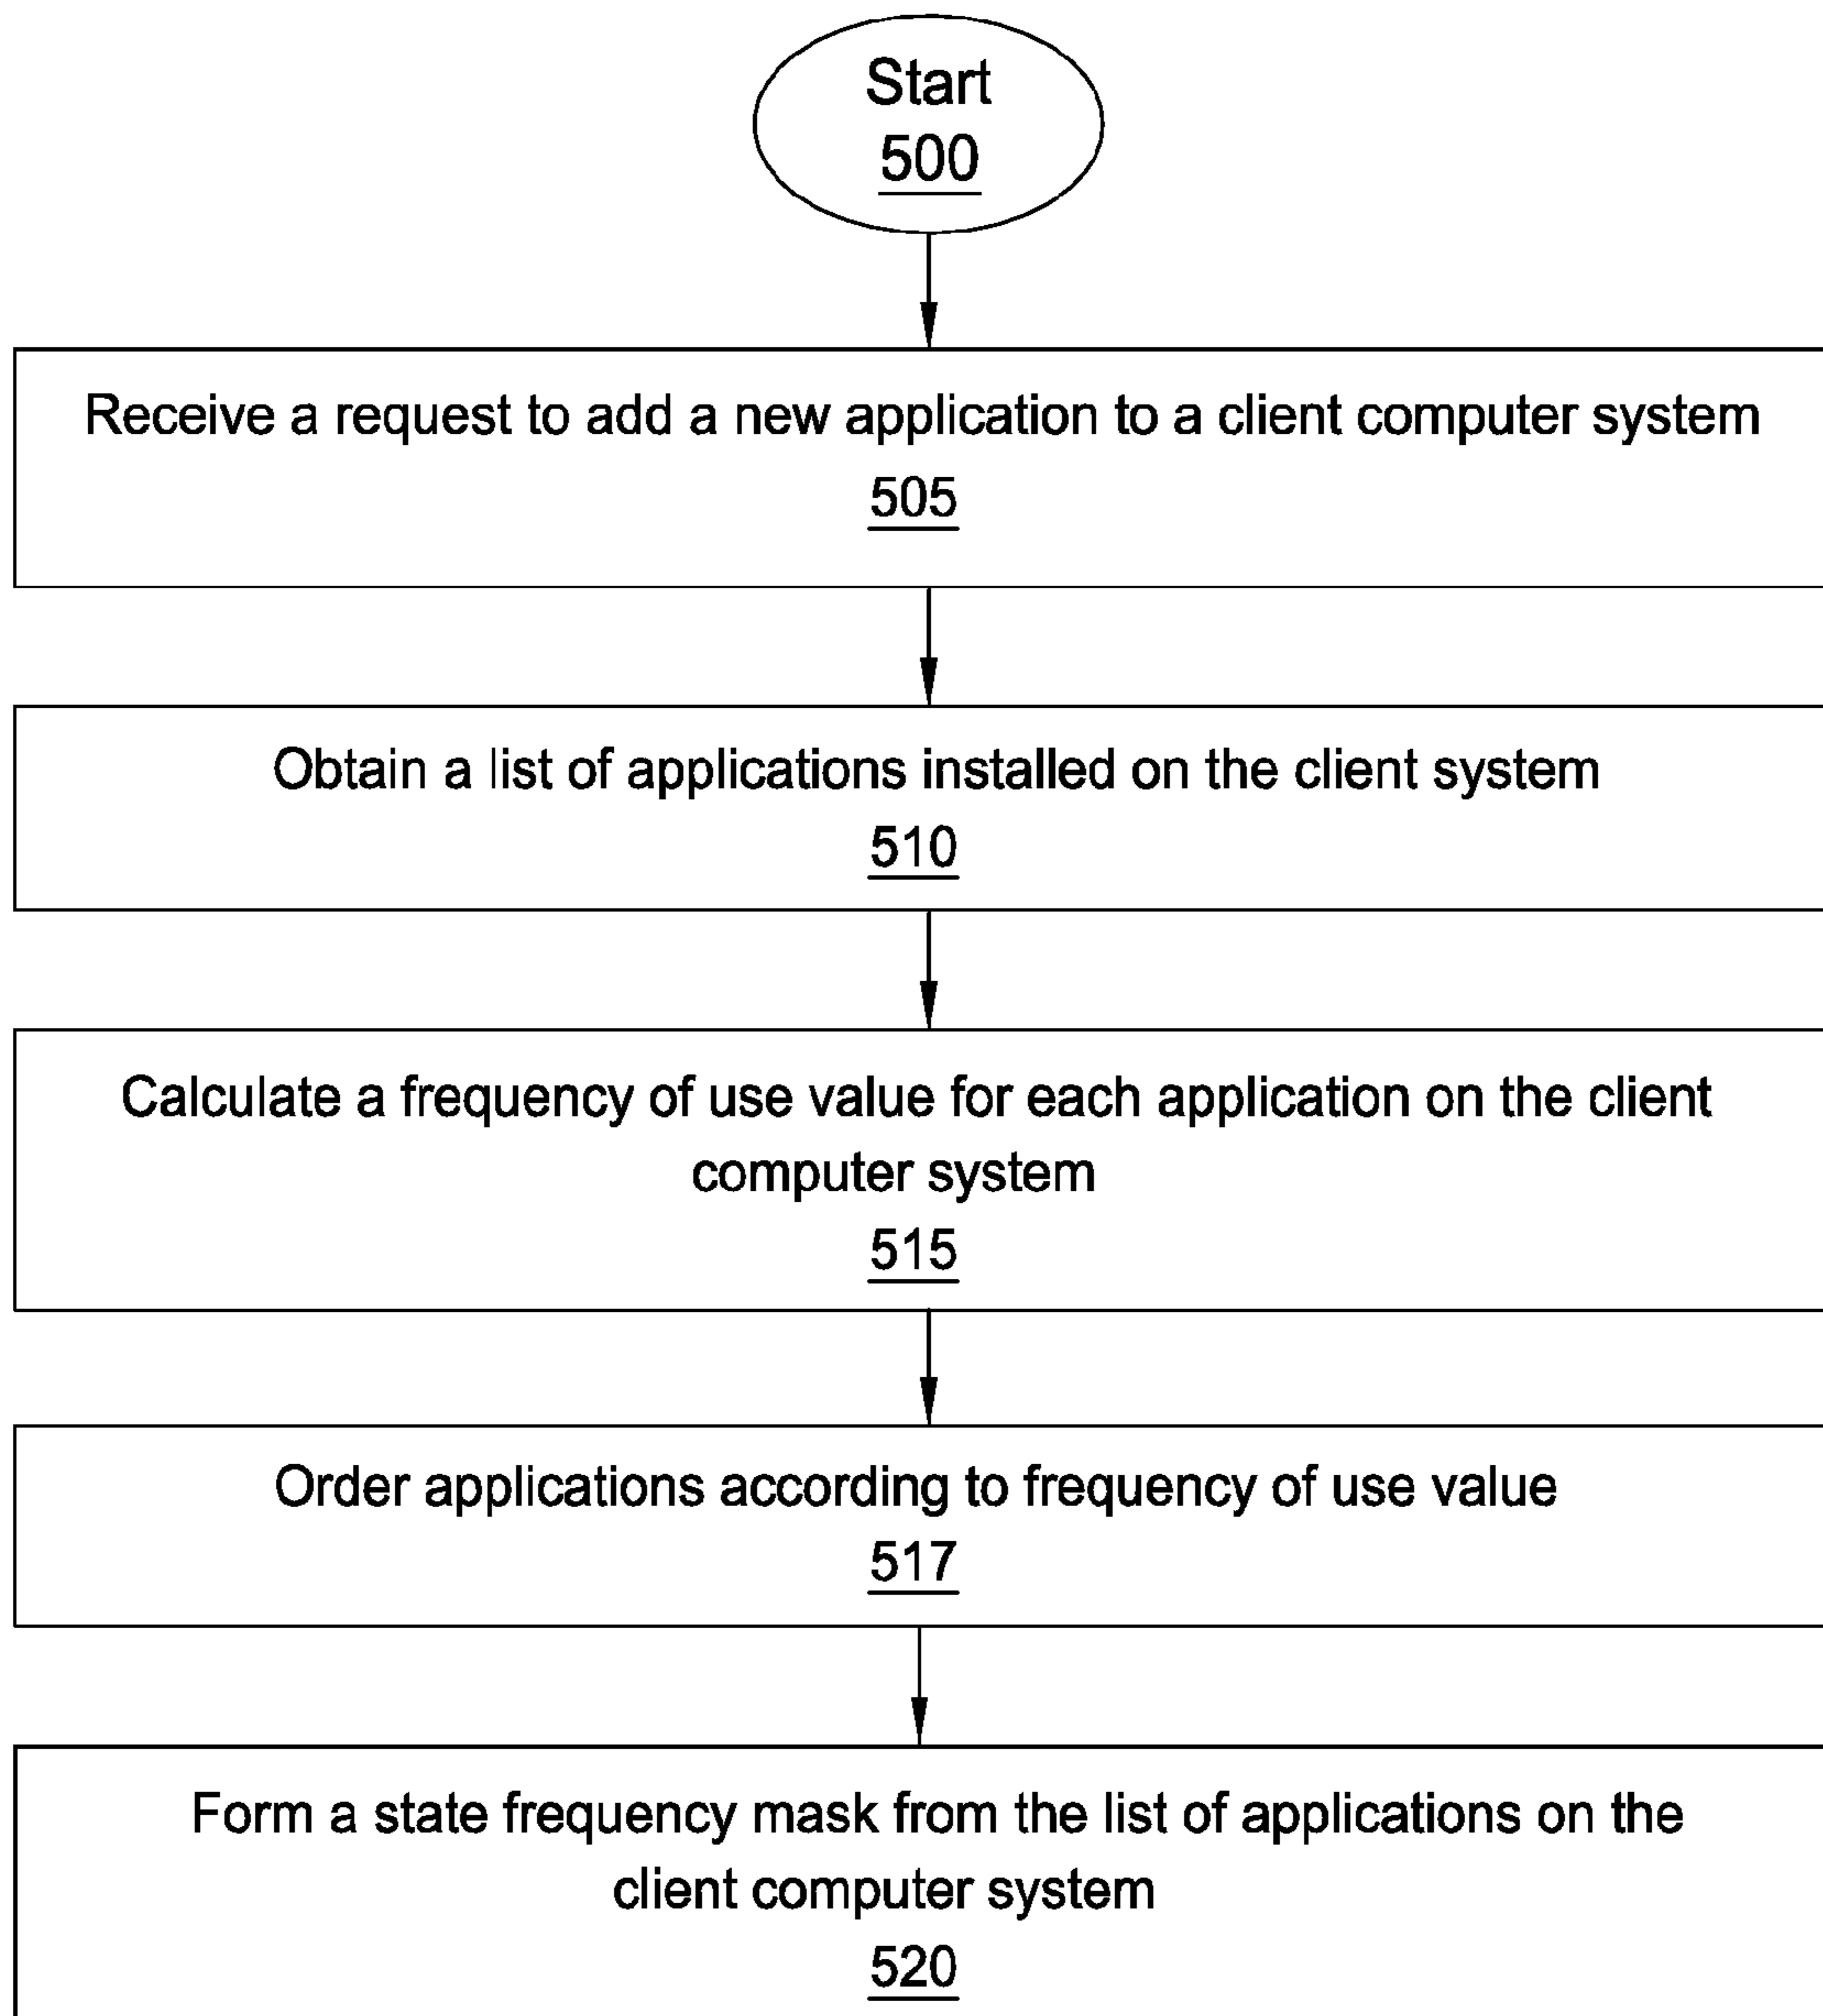 Start
500
Receive a request to add a new application to a client computer system
505
Obtain a list of applications installed on the client system
510
Calculate a frequency of use value for each application on the client
computer system
515
Order applications according to frequency of use value
517
Form a state frequency mask from the list of applications on the
client computer system
520